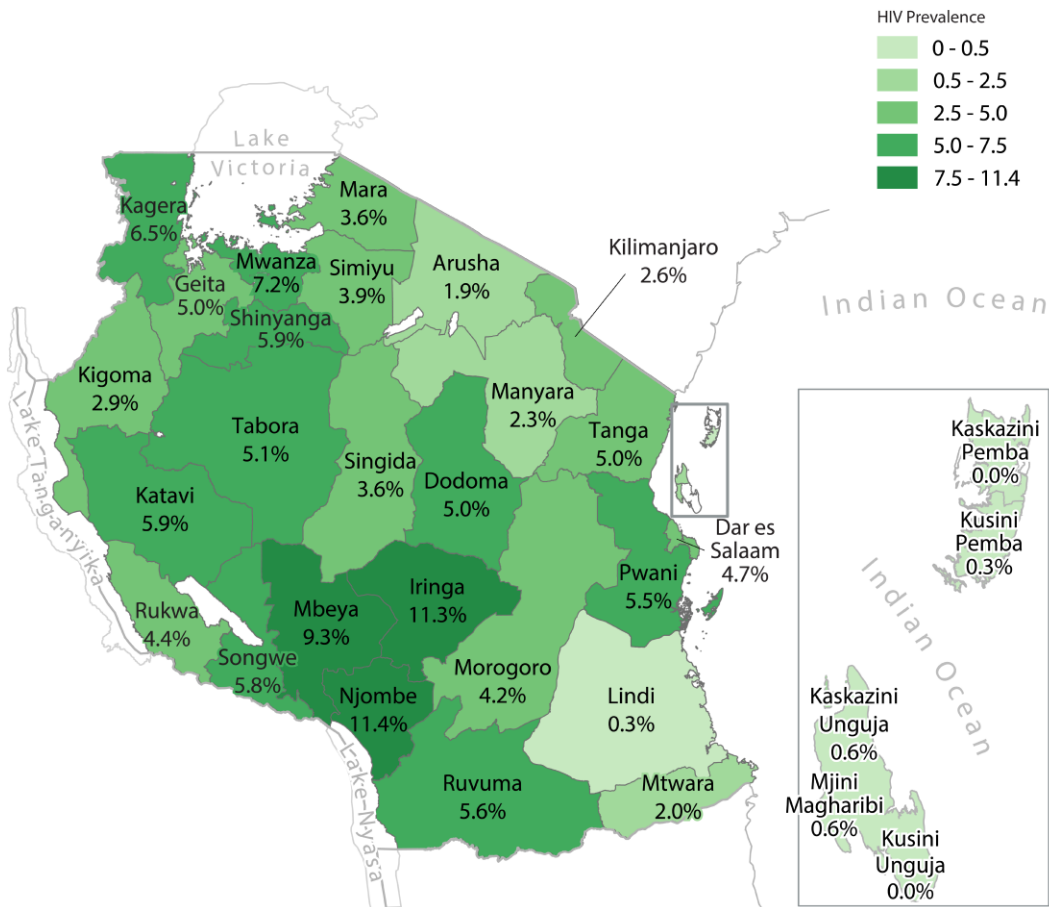 HIV Prevalence
0 - 0.5
0.5 - 2.5
2.5 - 5.0
5.0 - 7.5
7.5 - 11.4
Lake
Victoria
Kagera
6.5%
Mara
3.6%
Mwanza
7.2%
Simiyu
3.9%
Arusha
1.9%
Kilimanjaro
2.6%
Indian Ocean
Geita
5.0%
Shinyanga
5.9%
Kigoma
2.9%
Manyara
2.3%
Lake Tanganyika
Tabora
5.1%
Singida
3.6%
Dodoma
5.0%
Tanga
5.0%
Katavi
5.9%
Dar es
Salaam
4.7%
Pwani
5.5%
Iringa
11.3%
Mbeya
9.3%
Rukwa
4.4%
Songwe
5.8%
Morogoro
4.2%
Njombe
11.4%
Lindi
0.3%
Ruvuma
5.6%
Mtwara
2.0%
Lake Nyasa
Kaskazini
Pemba
0.0%
Kusini
Pemba
0.3%
Indian Ocean
Kaskazini
Unguja
0.6%
Mjini
Magharibi
0.6%
Kusini
Unguja
0.0%